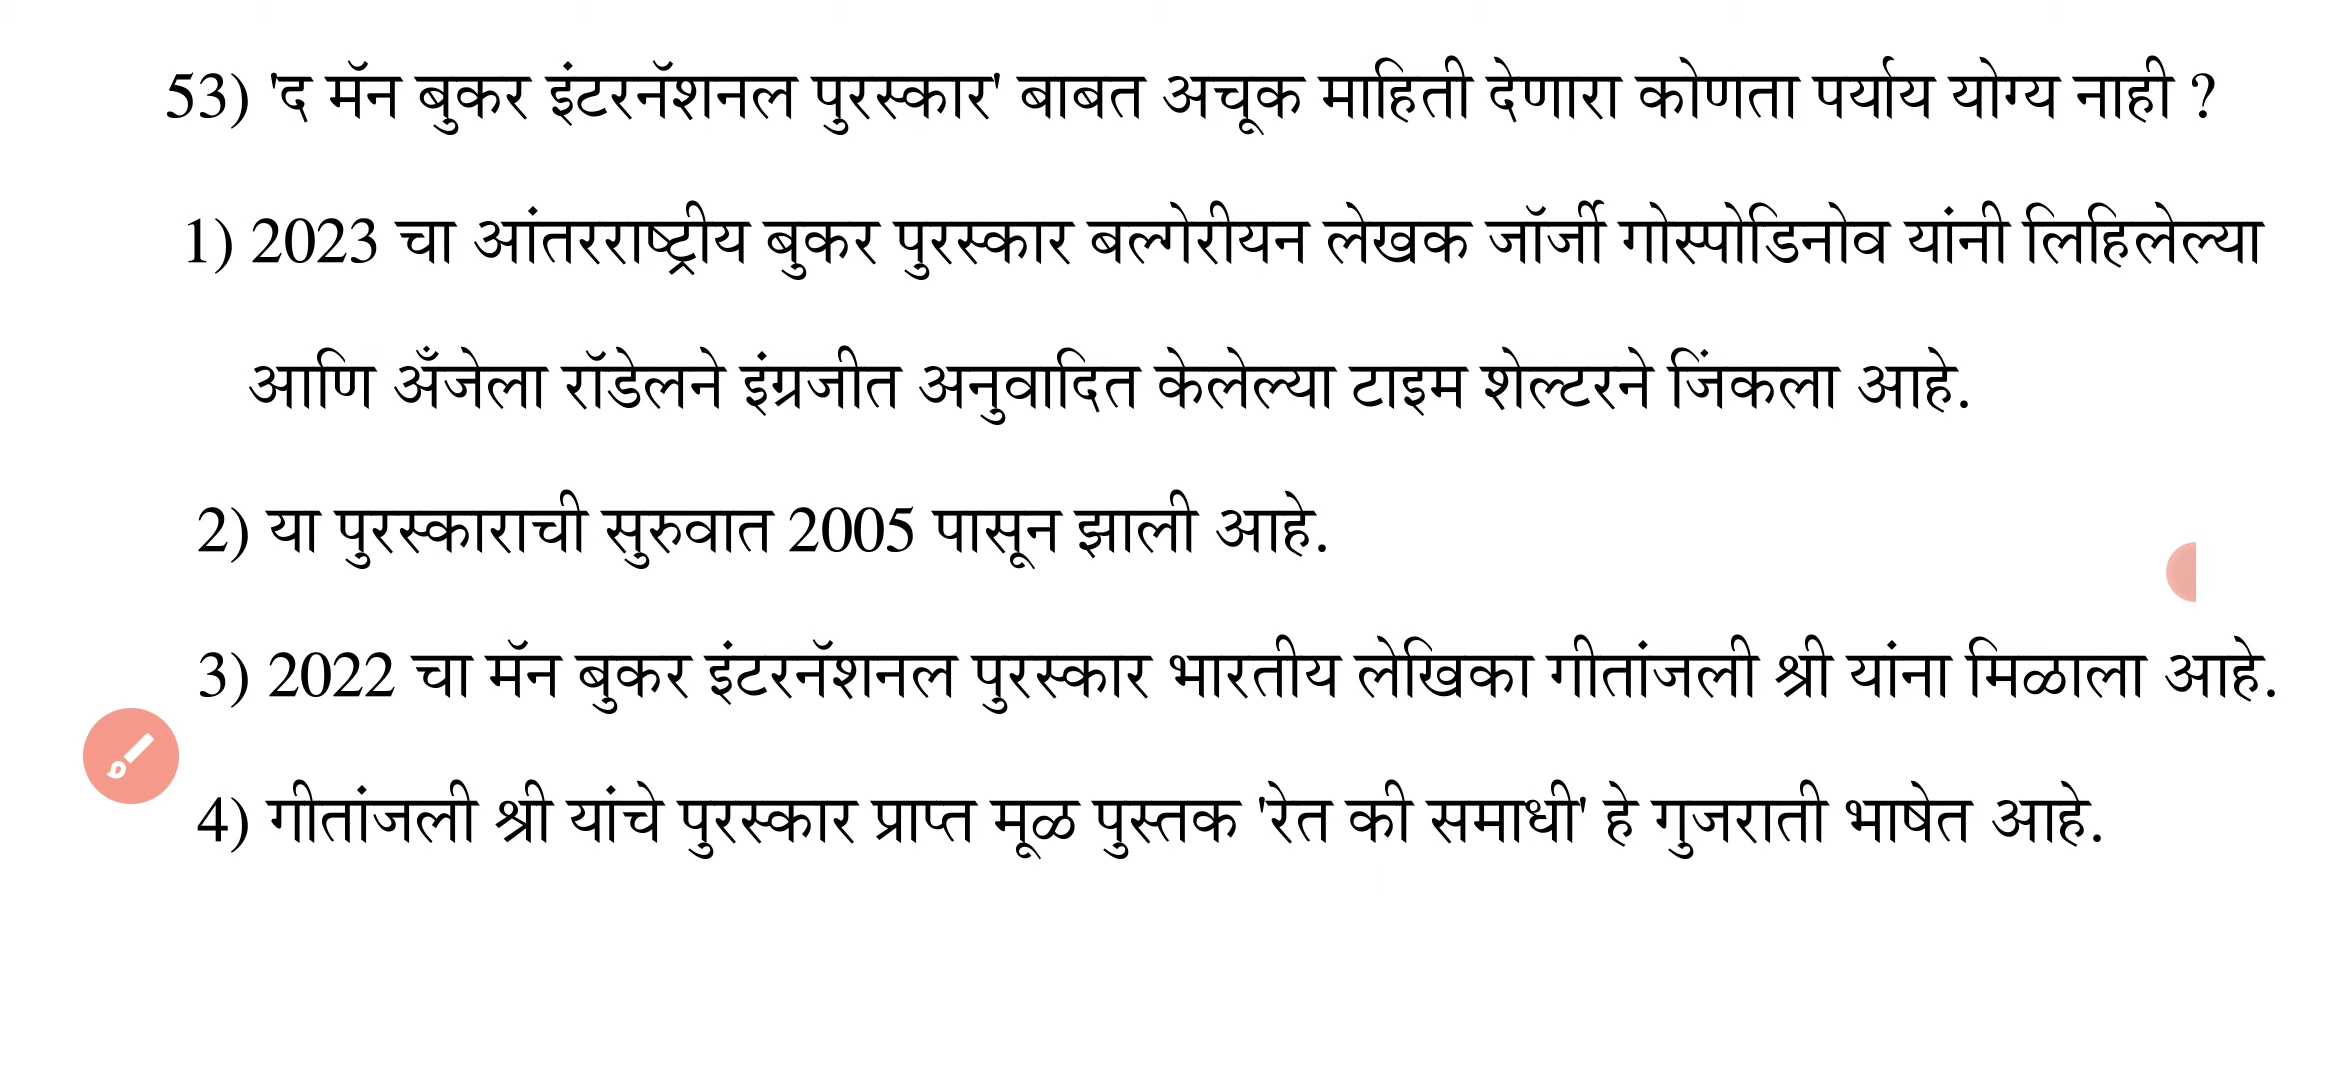 53) 'द मॅन बुकर इंटरनॅशनल पुरस्कार' बाबत अचूक माहिती देणारा कोणता पर्याय योग्य नाही ?
1) 2023 चा आंतरराष्ट्रीय बुकर पुरस्कार बल्गेरीयन लेखक जॉर्जी गोस्पोडिनोव यांनी लिहिलेल्या
आणि अँजेला रॉडेलने इंग्रजीत अनुवादित केलेल्या टाइम शेल्टरने जिंकला आहे.
2) या पुरस्काराची सुरुवात 2005 पासून झाली आहे.
3) 2022 चा मॅन बुकर इंटरनॅशनल पुरस्कार भारतीय लेखिका गीतांजली श्री यांना मिळाला आहे.
4) गीतांजली श्री यांचे पुरस्कार प्राप्त मूळ पुस्तक 'रेत की समाधी' हे गुजराती भाषेत आहे.